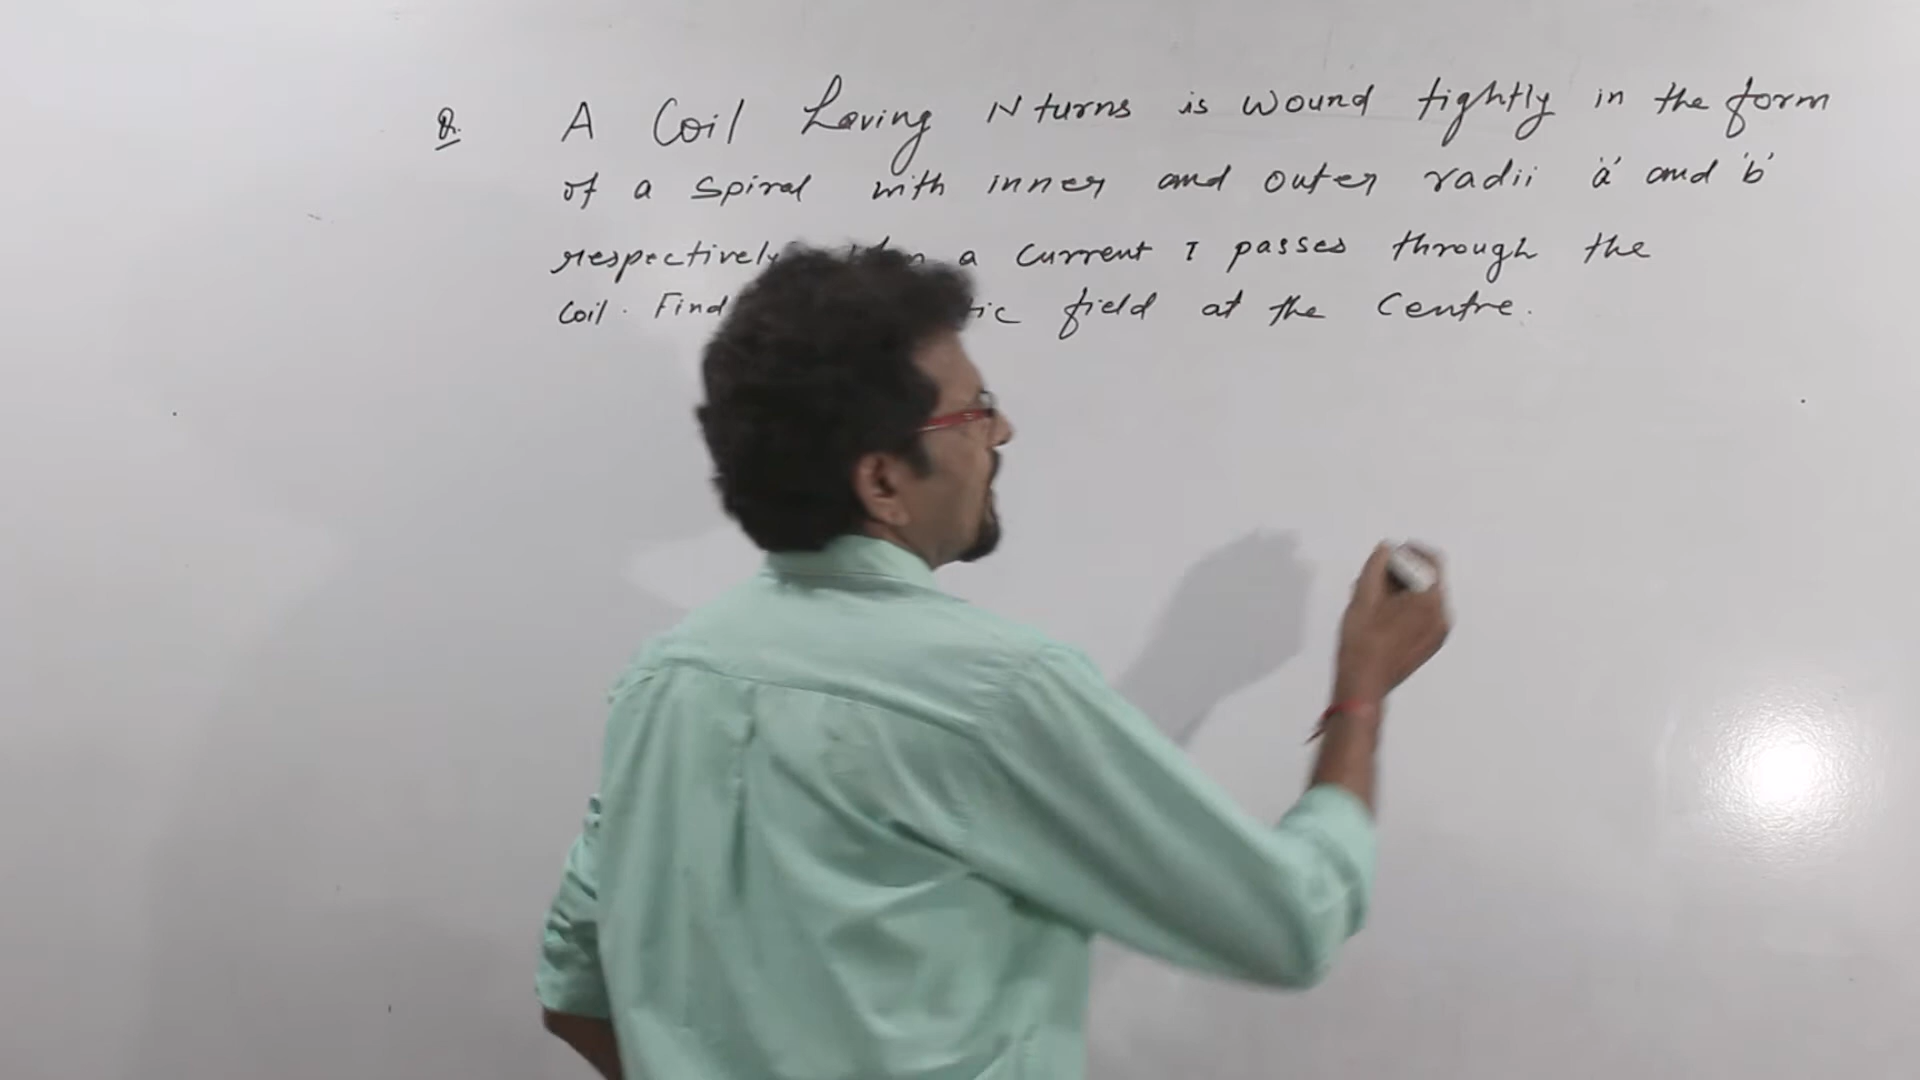 Q. A Coil Having N turns is wound tightly in the form
of a spiral with inner and outer radii 'a' and 'b'
respectively a current I passes through the
coil. Find field at the Centre.